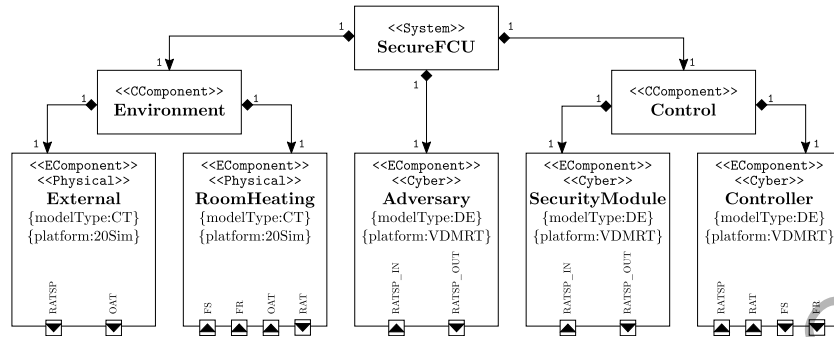 <<System>>
SecureFCU
1
1
1
1
1
1
<<CComponent>>
Environment
<<CComponent>>
Control
1
1
1
1
1
1
1
1
1
<<EComponent>>
<<Physical>>
External
{modelType:CT}
{platform:20Sim}
RATSP
OAT
<<EComponent>>
<<Physical>>
RoomHeating
{modelType:CT}
{platform:20Sim}
FS
FR
OAT
RAT
<<EComponent>>
<<Cyber>>
Adversary
{modelType:DE}
{platform:VDMRT}
RATSP_IN
RATSP_OUT
<<EComponent>>
<<Cyber>>
SecurityModule
{modelType:DE}
{platform:VDMRT}
RATSP_IN
RATSP_OUT
<<EComponent>>
<<Cyber>>
Controller
{modelType:DE}
{platform:VDMRT}
RATSP
RAT
FS
FR